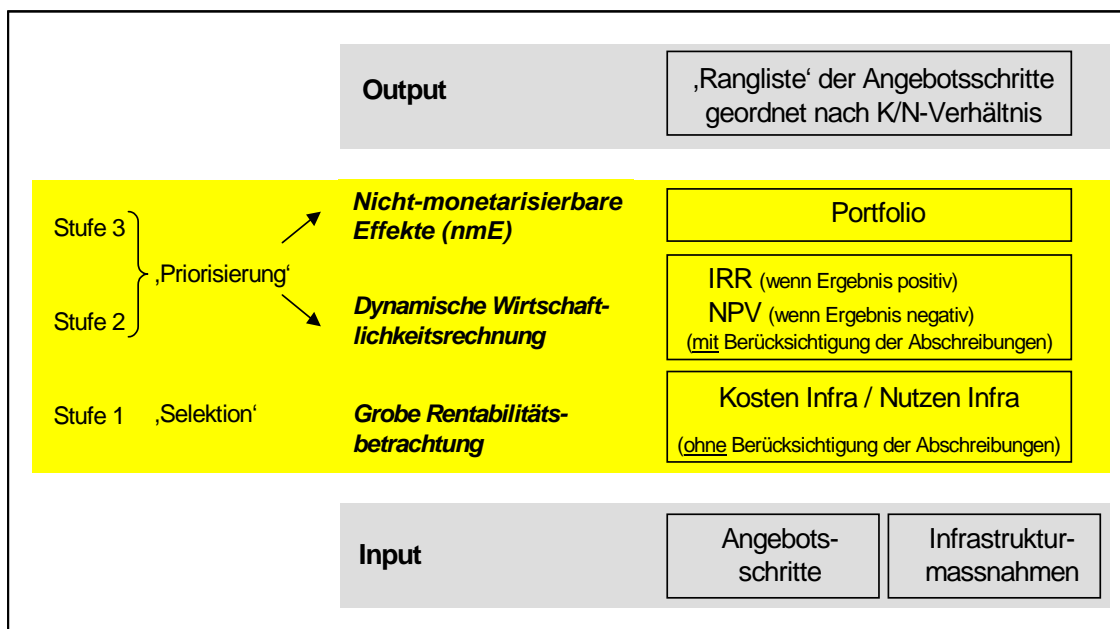 Output
‚Rangliste‘ der Angebotsschritte
geordnet nach K/N-Verhältnis
Stufe 3
‚Priorisierung‘
Stufe 2
Nicht-monetarisierbare
Effekte (nmE)
Portfolio
Dynamische Wirtschaft-
lichkeitsrechnung
IRR (wenn Ergebnis positiv)
NPV (wenn Ergebnis negativ)
(mit Berücksichtigung der Abschreibungen)
Stufe 1 ‚Selektion‘
Grobe Rentabilitäts-
betrachtung
Kosten Infra / Nutzen Infra
(ohne Berücksichtigung der Abschreibungen)
Input
Angebots-
schritte
Infrastruktur-
massnahmen